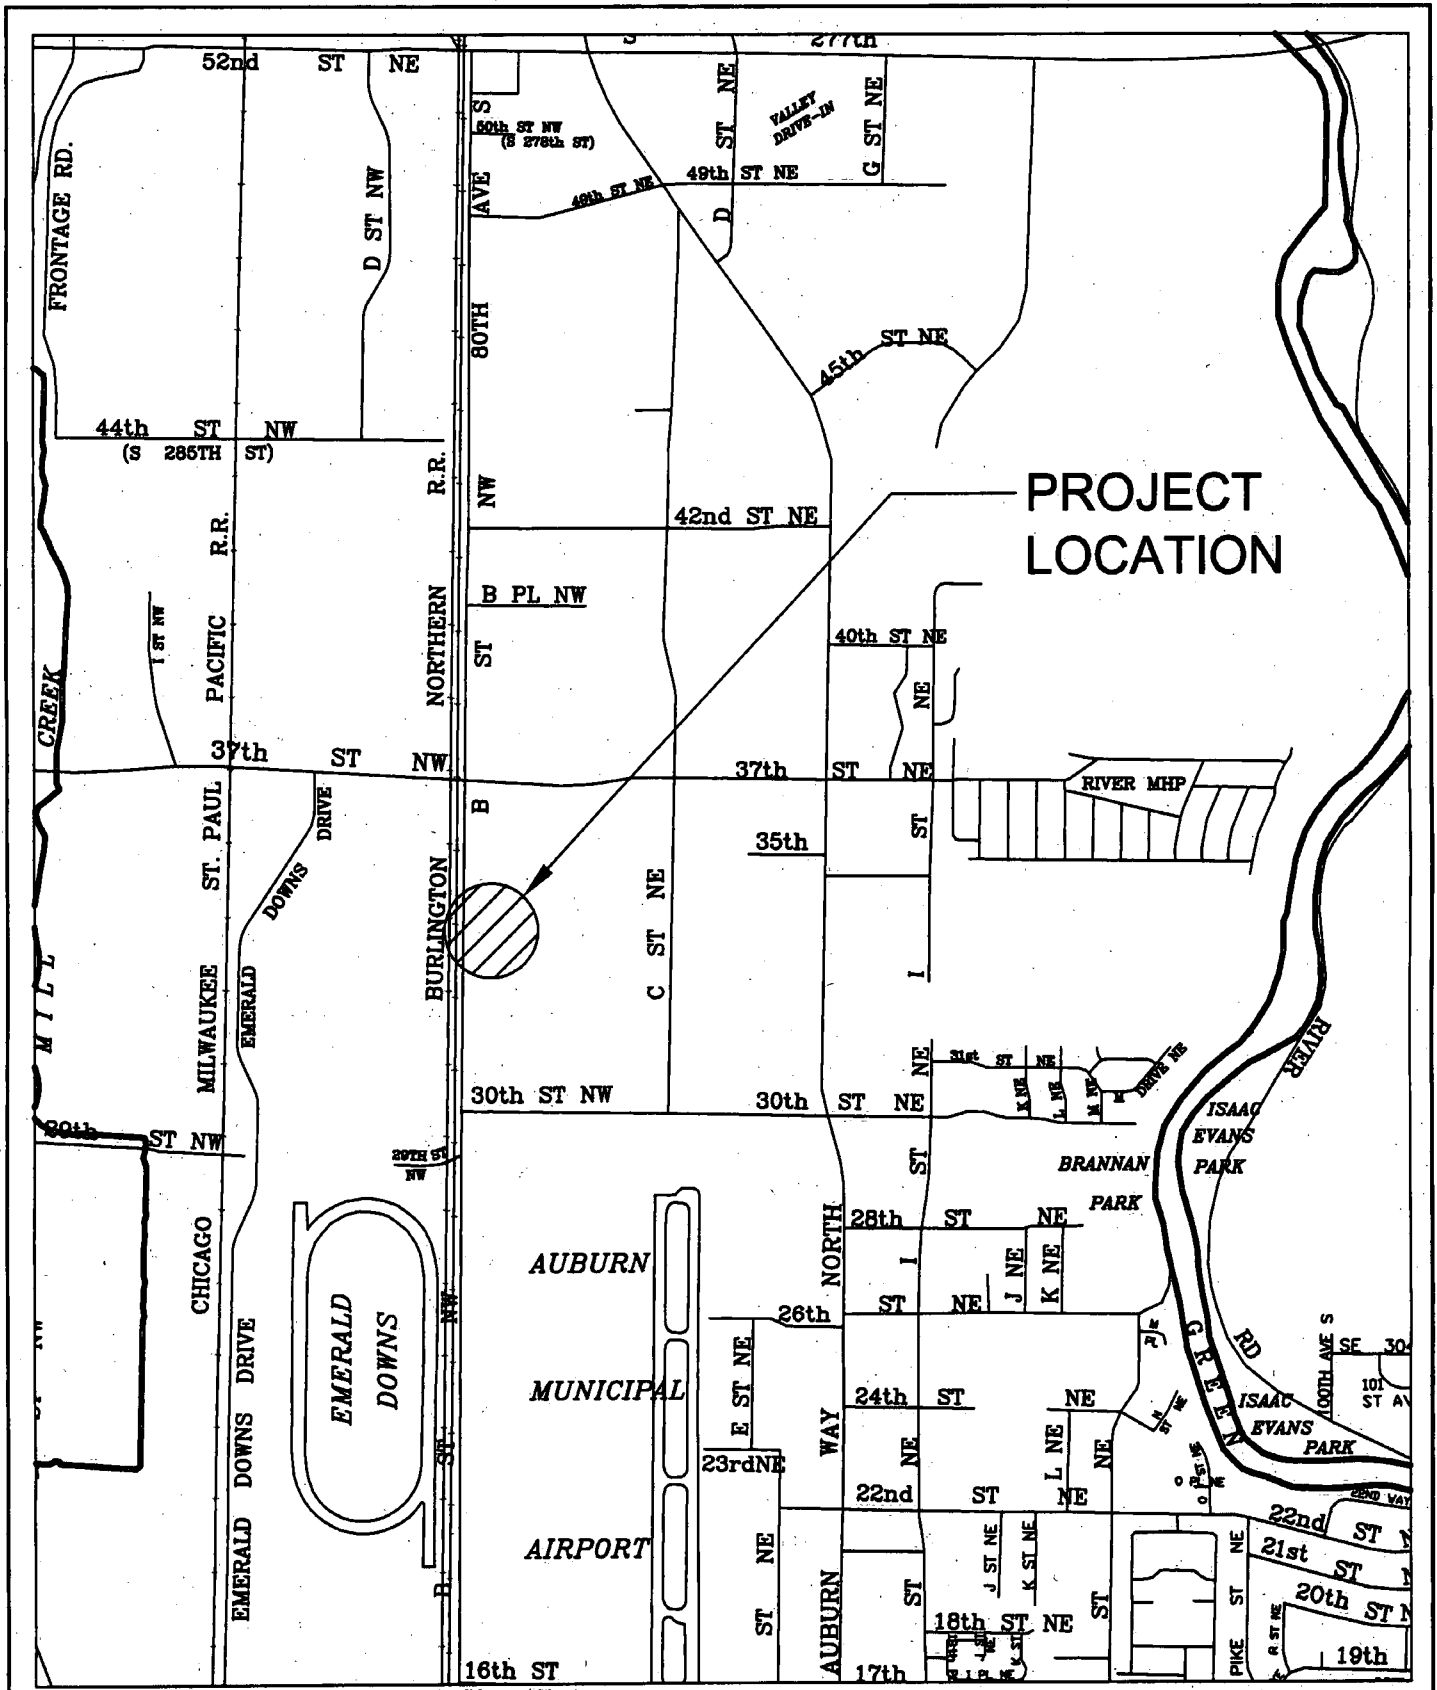 277th
52nd ST NE
FRONTAGE RD.
D ST NW
80TH AVE S
50th ST NW
(S 278th ST)
49th ST NE
49th ST NE
D ST NE
VALLEY
DRIVE-IN
G ST NE
45th ST NE
44th ST NW
(S 285TH ST)
PROJECT
LOCATION
42nd ST NE
B PL NW
B ST NW
I ST NW
40th ST NE
MILL CREEK
CHICAGO MILWAUKEE ST. PAUL PACIFIC R.R.
BURLINGTON NORTHERN R.R.
37th ST NW
37th ST NE
RIVER MHP
35th
EMERALD DOWNS DRIVE
C ST NE
I ST NE
31st ST NE
K NE
L NE
M NE
DRIVE NE
30th ST NW
30th ST NE
29th ST NW
29TH ST
NW
BRANNAN
PARK
ISAAC
EVANS
PARK
GREEN
RIVER
RD
28th ST NE
J NE
K NE
I ST NE
AUBURN
MUNICIPAL
AIRPORT
EMERALD
DOWNS
EMERALD DOWNS DRIVE
B ST NW
26th ST NE
E ST NE
24th ST NE
23rdNE
L NE
AUBURN WAY NORTH
22nd ST NE
ISAAC
EVANS
PARK
100TH AVE S
SE 304
101
ST AV
22ND WAY
22nd ST
21st ST
20th ST N
19th
PIKE ST NE
R ST NE
J ST NE
K ST NE
18th ST NE
17th
16th ST